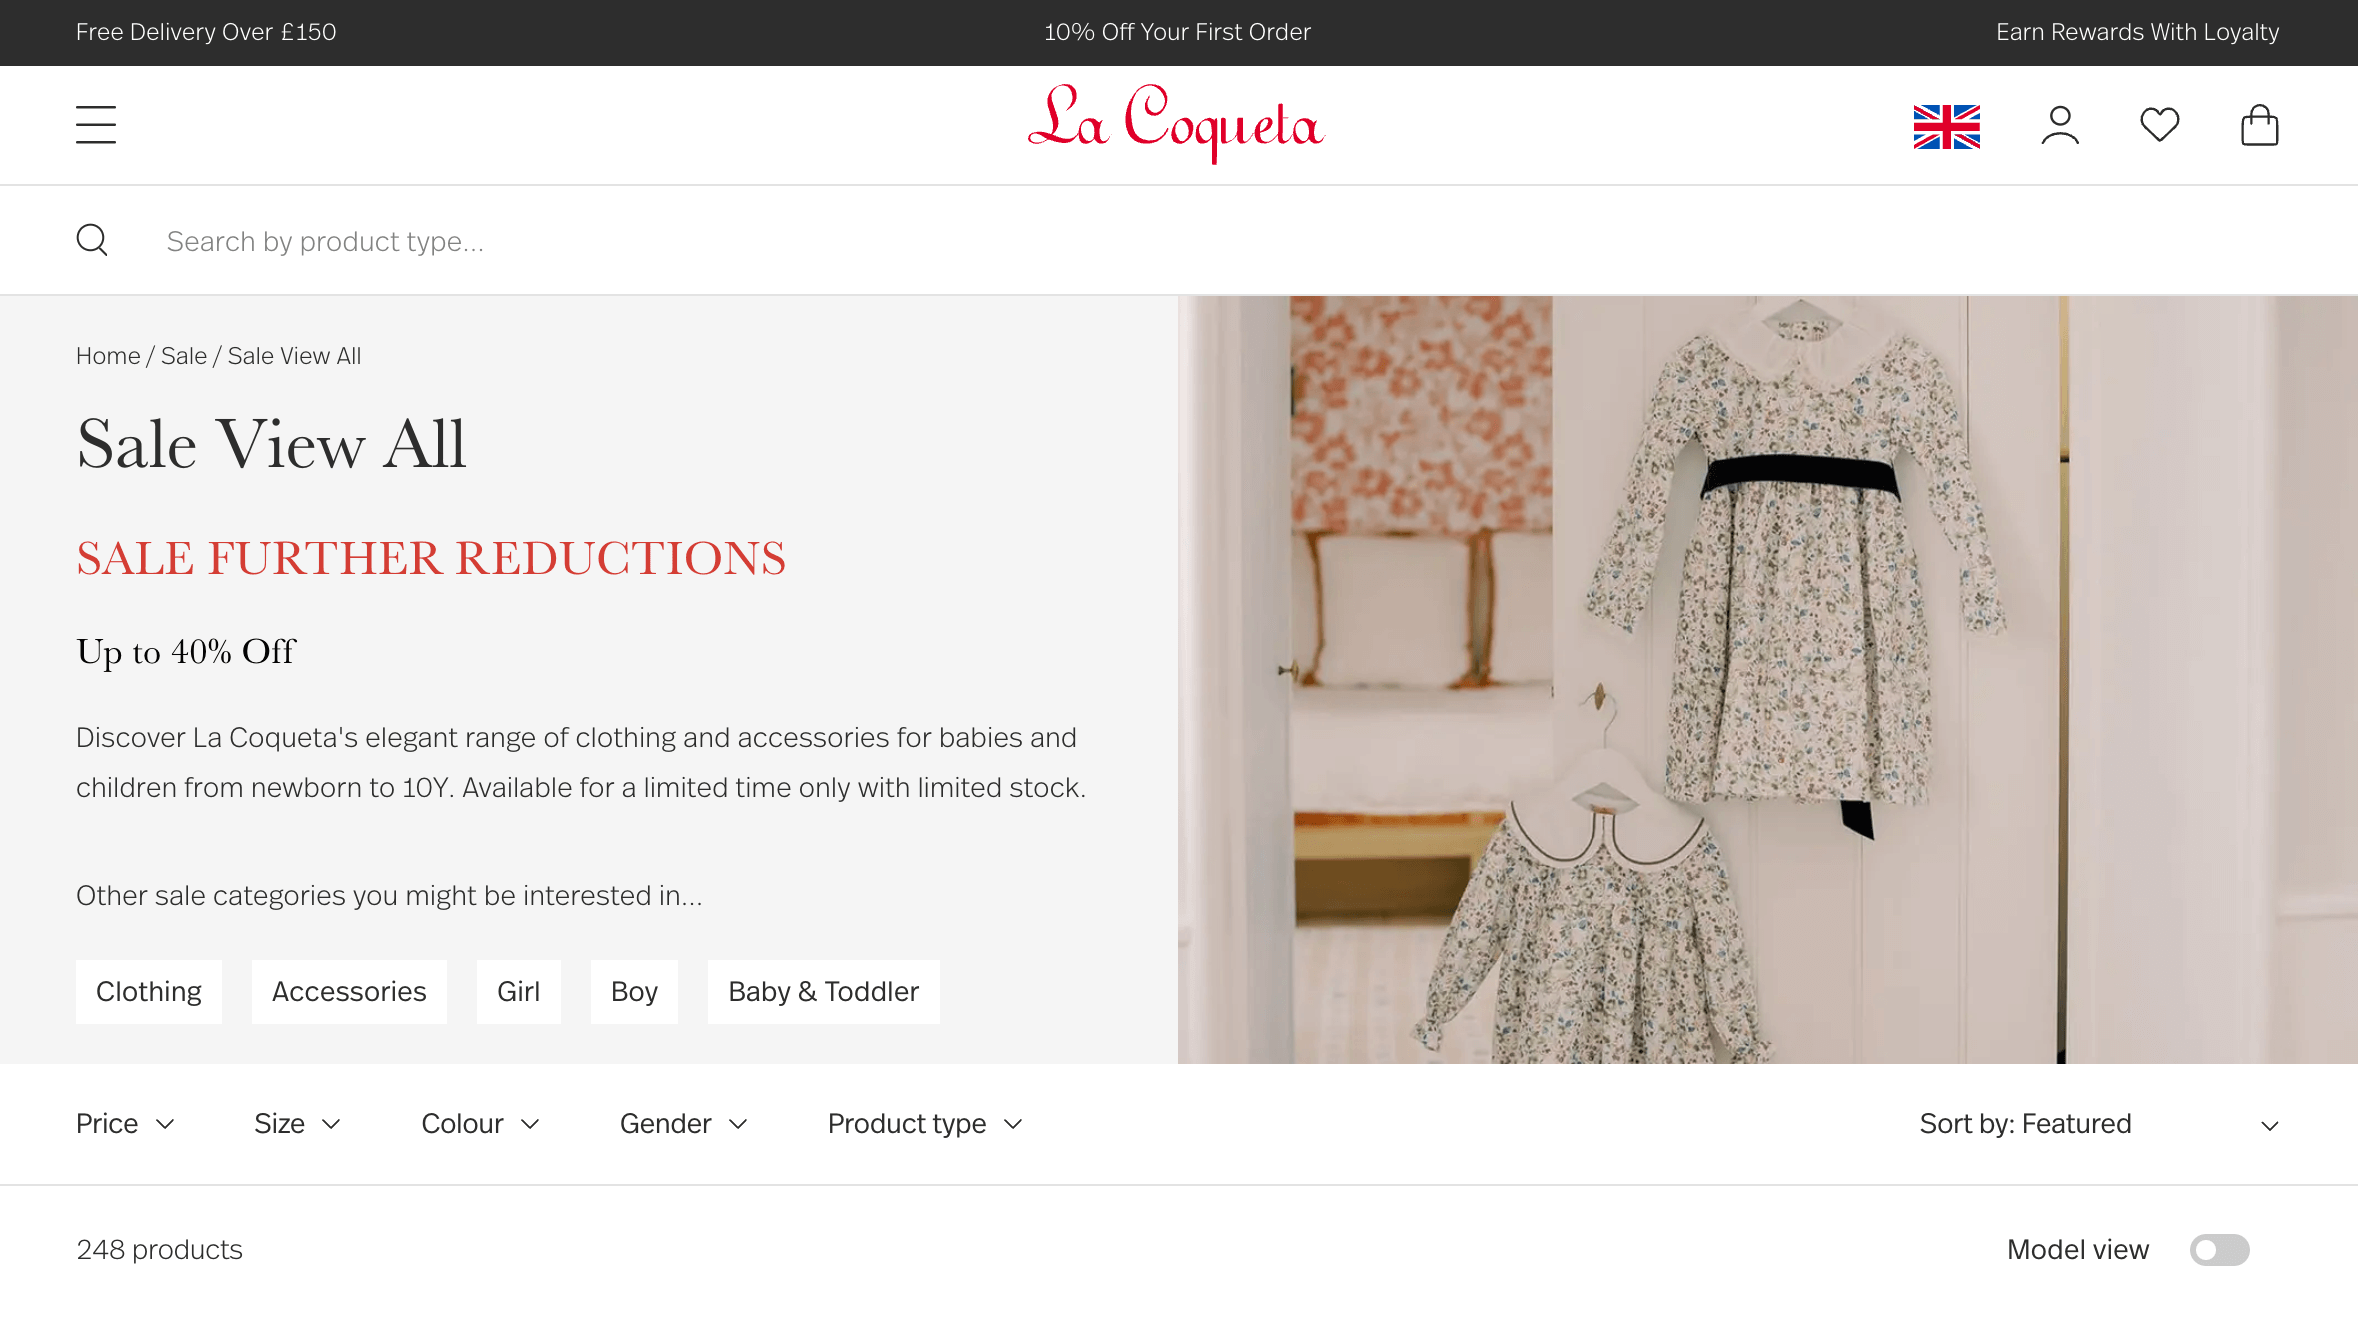 Free Delivery Over £150
10% Off Your First Order
Earn Rewards With Loyalty
La Coqueta
Search by product type...
Home / Sale / Sale View All
Sale View All
SALE FURTHER REDUCTIONS
Up to 40% Off
Discover La Coqueta's elegant range of clothing and accessories for babies and
children from newborn to 10Y. Available for a limited time only with limited stock.
Other sale categories you might be interested in...
Clothing
Accessories
Girl
Boy
Baby & Toddler
Price
Size
Colour
Gender
Product type
Sort by: Featured
248 products
Model view